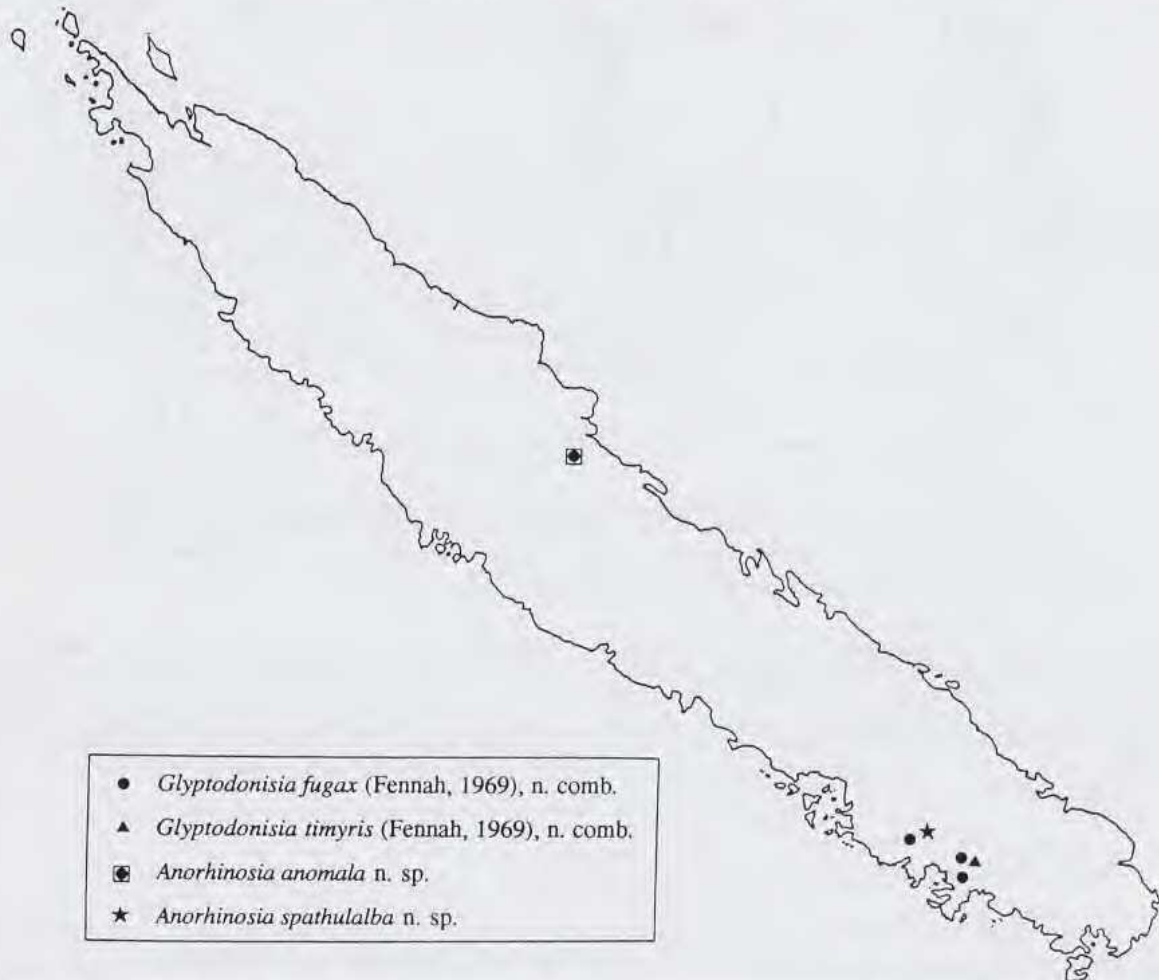 Glyptodonisia fugax (Fennah, 1969), n. comb.
Glyptodonisia timyris (Fennah, 1969), n. comb.
Anorhinosia anomala n. sp.
Anorhinosia spathulalba n. sp.